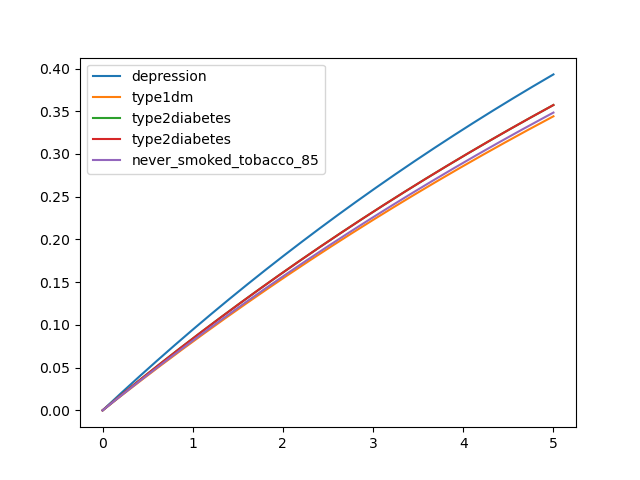 0.40
0.35
0.30
0.25
0.20
0.15
0.10
0.05
0.00
depression
type1dm
type2diabetes
type2diabetes
never_smoked_tobacco_85
0 1 2 3 4 5